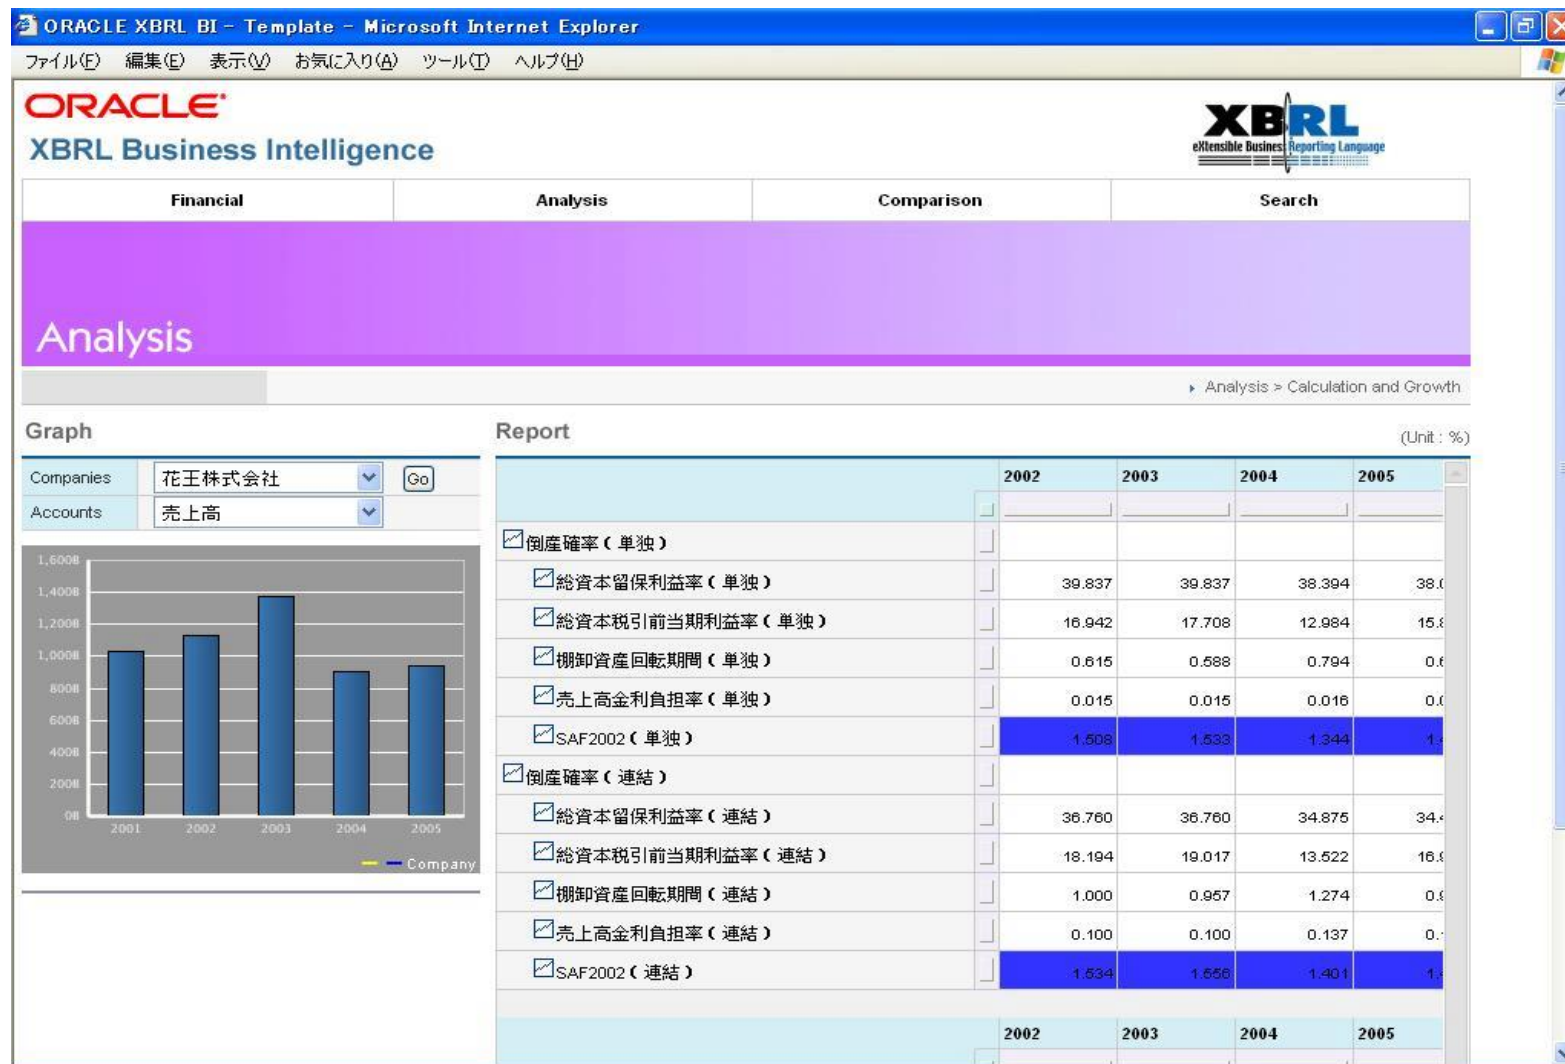 ORACLE XBRL BI - Template - Microsoft Internet Explorer
ファイル(F) 編集(E) 表示(V) お気に入り(A) ツール(T) ヘルプ(H)
ORACLE
XBRL Business Intelligence
XBRL
eXtensible Business Reporting Language
Financial Analysis Comparison Search
Analysis
Analysis > Calculation and Growth
Graph
Report
(Unit : %)
Companies 花王株式会社 Go
Accounts 売上高
1,600B
1,400B
1,200B
1,000B
800B
600B
400B
200B
0B
2001 2002 2003 2004 2005
Company
2002 2003 2004 2005
倒産確率(単独)
総資本留保利益率(単独) 39.837 39.837 38.394
総資本税引前当期利益率(単独) 16.942 17.708 12.984
棚卸資産回転期間(単独) 0.615 0.588 0.794
売上高金利負担率(単独) 0.015 0.015 0.016
SAF2002(単独) 1.508 1.533 1.344
倒産確率(連結)
総資本留保利益率(連結) 36.760 36.760 34.875
総資本税引前当期利益率(連結) 18.194 19.017 13.522
棚卸資産回転期間(連結) 1.000 0.957 1.274
売上高金利負担率(連結) 0.100 0.100 0.137
SAF2002(連結) 1.534 1.556 1.401
2002 2003 2004 2005